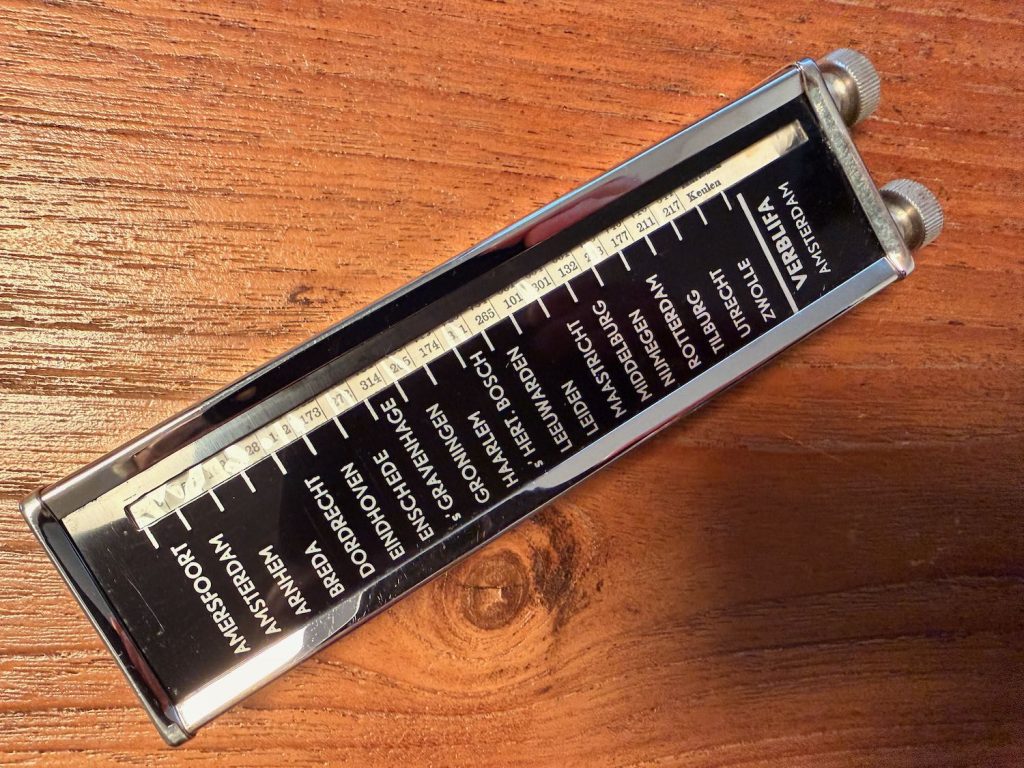 Keulen
217
211
177
132
301
101
265
174
314
173
28
AMERSFOORT
AMSTERDAM
ARNHEM
BREDA
DORDRECHT
EINDHOVEN
ENSCHEDE
s' GRAVENHAGE
GRONINGEN
HAARLEM
s' HERT. BOSCH
LEEUWARDEN
LEIDEN
MAASTRICHT
MIDDELBURG
NIJMEGEN
ROTTERDAM
TILBURG
UTRECHT
ZWOLLE
VERBLIFA
AMSTERDAM